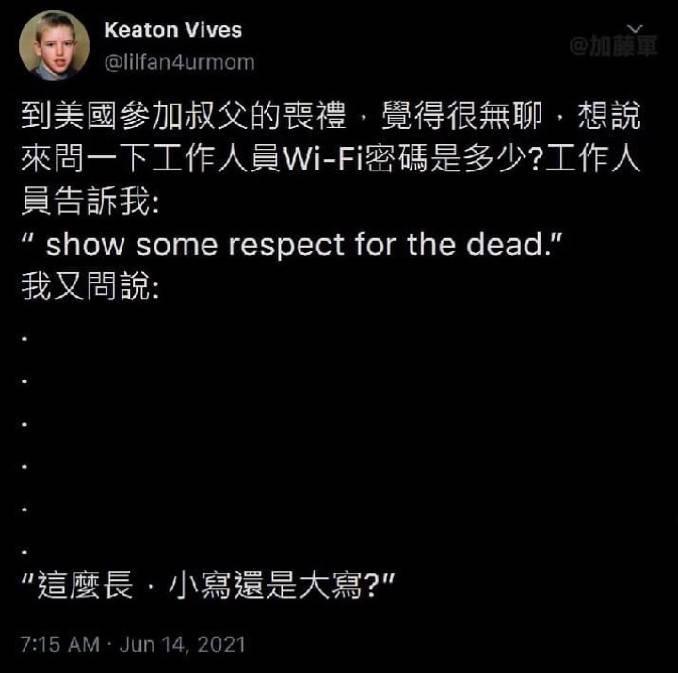 Keaton Vives
@lilfan4urmom
@加藤軍
到美國參加叔父的喪禮，覺得很無聊，想說
來問一下工作人員Wi-Fi密碼是多少?工作人
員告訴我:
“ show some respect for the dead.”
我又問說:
.
.
.
.
.
.
“這麼長，小寫還是大寫?”
7:15 AM · Jun 14, 2021